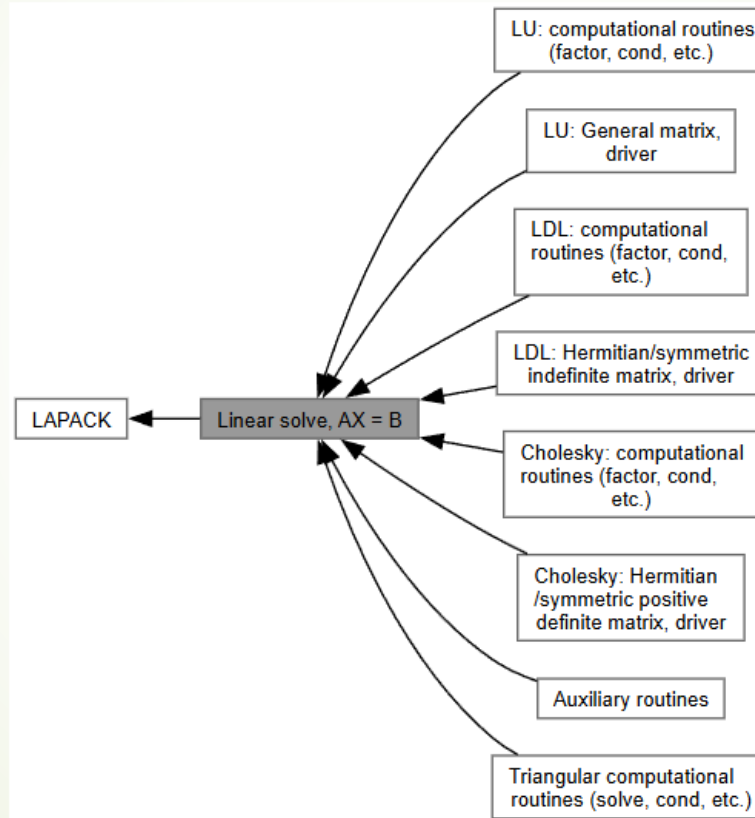 LU: computational routines
(factor, cond, etc.)
LU: General matrix,
driver
LDL: computational
routines (factor, cond,
etc.)
LDL: Hermitian/symmetric
indefinite matrix, driver
LAPACK
Linear solve, AX = B
Cholesky: computational
routines (factor, cond,
etc.)
Cholesky: Hermitian
/symmetric positive
definite matrix, driver
Auxiliary routines
Triangular computational
routines (solve, cond, etc.)